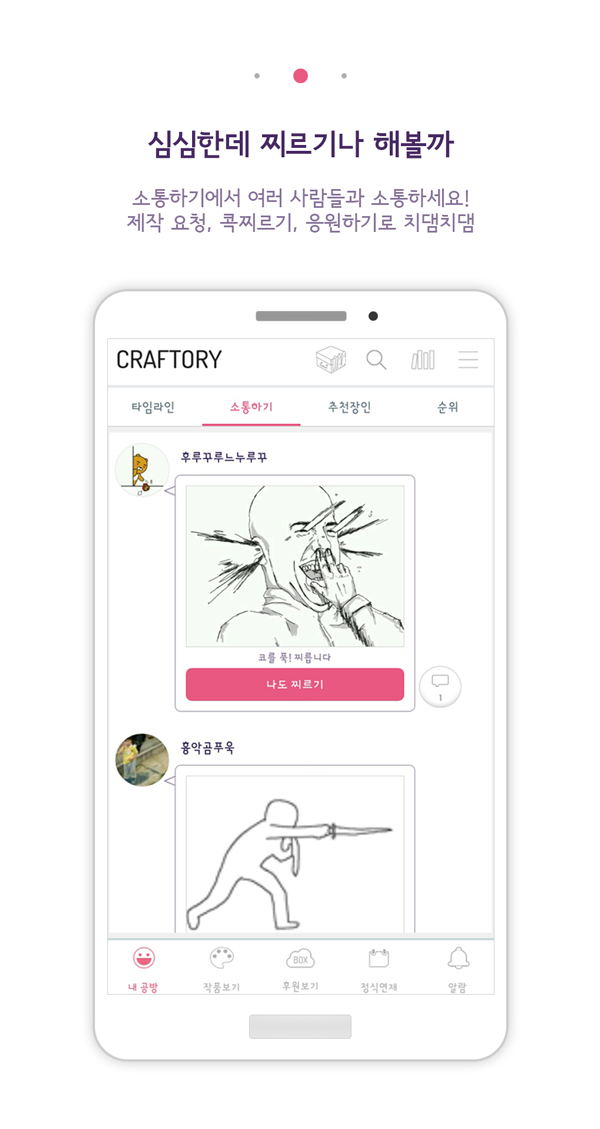 심심한데 찌르기나 해볼까
소통하기에서 여러 사람들과 소통하세요!
제작 요청, 콕찌르기, 응원하기로 치댐치댐
CRAFTORY
타임라인 소통하기 추천장인 순위
후루꾸루느누루꾸
코를 푹! 찌릅니다
나도 찌르기
1
흉악곰푸욱
BOX
내 공방 작품보기 후원보기 정식연재 알람